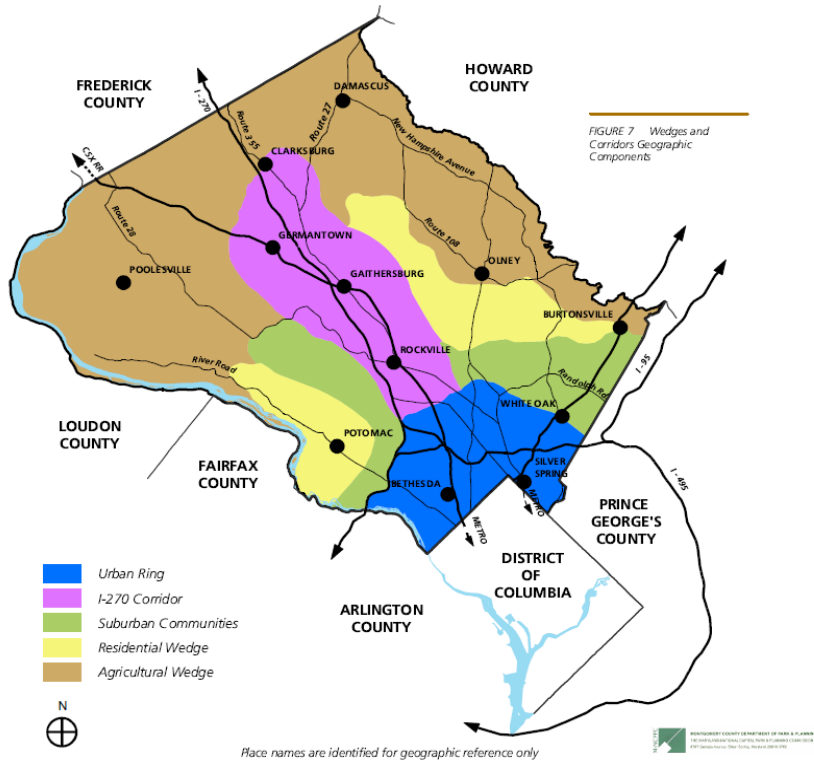 HOWARD
COUNTY
FREDERICK
COUNTY
I - 270
DAMASCUS
FIGURE 7 Wedges and
Corridors Geographic
Components
Route 355
Route 27
New Hampshire Avenue
CSX RR
CLARKSBURG
Route 28
Route 108
GERMANTOWN
OLNEY
POOLESVILLE
GAITHERSBURG
BURTONSVILLE
ROCKVILLE
I - 95
River Road
Randolph Rd.
WHITE OAK
LOUDON
COUNTY
POTOMAC
FAIRFAX
COUNTY
SILVER
SPRING
BETHESDA
I - 495
METRO
METRO
PRINCE
GEORGE'S
COUNTY
DISTRICT
OF
COLUMBIA
ARLINGTON
COUNTY
Urban Ring
I-270 Corridor
Suburban Communities
Residential Wedge
Agricultural Wedge
N
Place names are identified for geographic reference only
MONTGOMERY COUNTY DEPARTMENT OF PARK & PLANNING